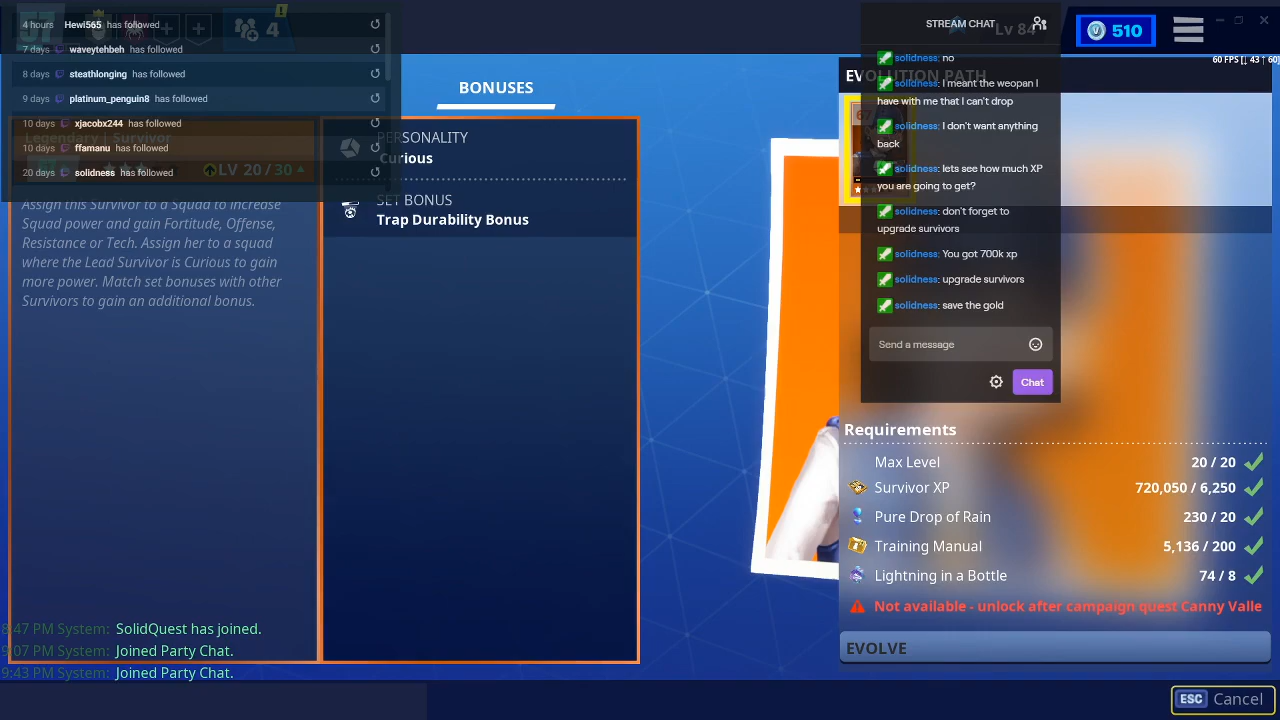 4 hours Hewi565 has followed
7 days waveytehbeh has followed
8 days steathlonging has followed
9 days platinum_penguin8 has followed
10 days xjacobx244 has followed
10 days ffamanu has followed
20 days solidness has followed
4
Legendary | Survivor
LV 20 / 30
Assign this Survivor to a Squad to increase
Squad power and gain Fortitude, Offense,
Resistance or Tech. Assign her to a squad
where the Lead Survivor is Curious to gain
more power. Match set bonuses with other
Survivors to gain an additional bonus.
BONUSES
PERSONALITY
Curious
SET BONUS
Trap Durability Bonus
STREAM CHAT
Lv 84
510
60 FPS [
EVOLUTION PATH
solidness: no
solidness: I meant the weopan I
have with me that I can't drop
solidness: I don't want anything
back
solidness: lets see how much XP
you are going to get?
solidness: don't forget to
upgrade survivors
solidness: You got 700k xp
solidness: upgrade survivors
solidness: save the gold
Send a message
Chat
Requirements
Max Level 20 / 20
Survivor XP 720,050 / 6,250
Pure Drop of Rain 230 / 20
Training Manual 5,136 / 200
Lightning in a Bottle 74 / 8
Not available - unlock after campaign quest Canny Valle
EVOLVE
8:47 PM System: SolidQuest has joined.
9:07 PM System: Joined Party Chat.
9:43 PM System: Joined Party Chat.
ESC Cancel